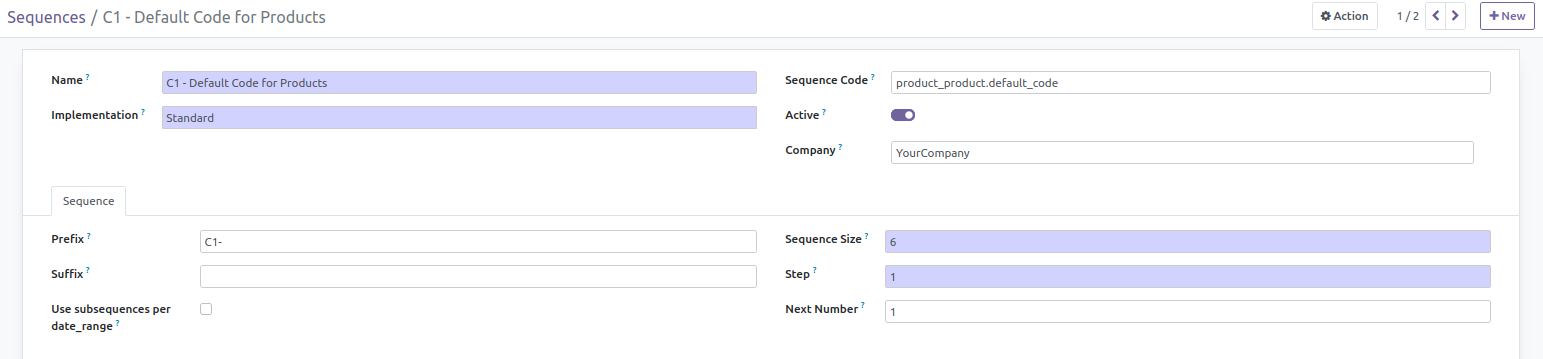 Sequences / C1 - Default Code for Products
Action
1 / 2
New
Name ?
C1 - Default Code for Products
Sequence Code ?
product_product.default_code
Implementation ?
Standard
Active ?
Company ?
YourCompany
Sequence
Prefix ?
C1-
Sequence Size ?
6
Suffix ?
Step ?
1
Use subsequences per
date_range ?
Next Number ?
1